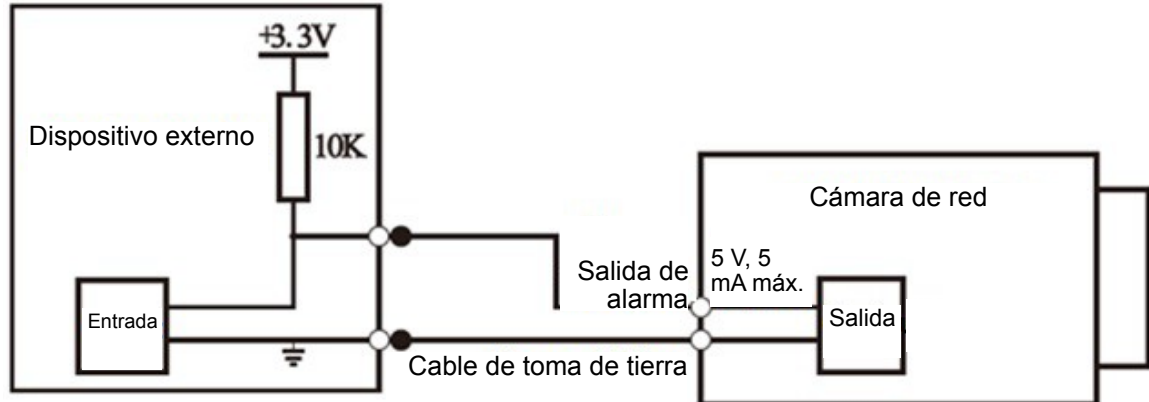 +3.3V
Dispositivo externo
10K
Cámara de red
Salida de
alarma
5 V, 5
mA máx.
Entrada
Salida
Cable de toma de tierra